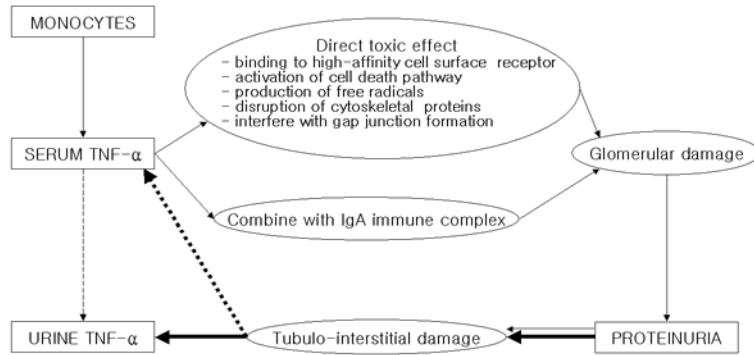 MONOCYTES
Direct toxic effect
- binding to high-affinity cell surface receptor
- activation of cell death pathway
- production of free radicals
- disruption of cytoskeletal proteins
- interfere with gap junction formation
SERUM TNF-α
Glomerular damage
Combine with IgA immune complex
URINE TNF-α
Tubulo-interstitial damage
PROTEINURIA